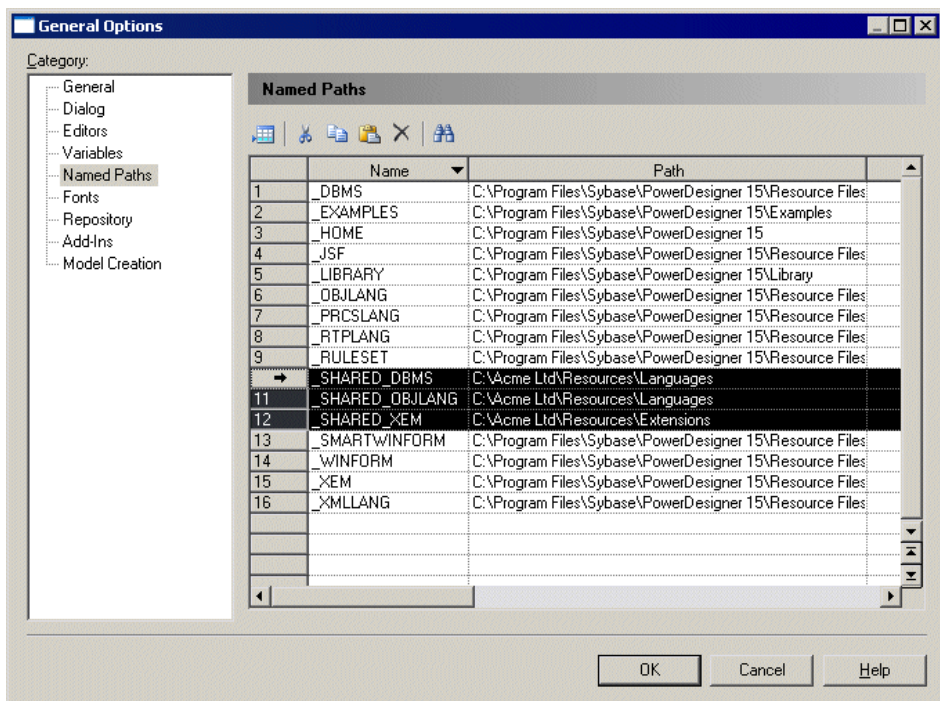 General Options
Category:
General
Dialog
Editors
Variables
Named Paths
Fonts
Repository
Add-Ins
Model Creation
Named Paths
Name Path
1 _DBMS C:\Program Files\Sybase\PowerDesigner 15\Resource Files
2 _EXAMPLES C:\Program Files\Sybase\PowerDesigner 15\Examples
3 _HOME C:\Program Files\Sybase\PowerDesigner 15
4 _JSF C:\Program Files\Sybase\PowerDesigner 15\Resource Files
5 _LIBRARY C:\Program Files\Sybase\PowerDesigner 15\Library
6 _OBJLANG C:\Program Files\Sybase\PowerDesigner 15\Resource Files
7 _PRCSLANG C:\Program Files\Sybase\PowerDesigner 15\Resource Files
8 _RTPLANG C:\Program Files\Sybase\PowerDesigner 15\Resource Files
9 _RULESET C:\Program Files\Sybase\PowerDesigner 15\Resource Files
_SHARED_DBMS C:\Acme Ltd\Resources\Languages
11 _SHARED_OBJLANG C:\Acme Ltd\Resources\Languages
12 _SHARED_XEM C:\Acme Ltd\Resources\Extensions
13 _SMARTWINFORM C:\Program Files\Sybase\PowerDesigner 15\Resource Files
14 _WINFORM C:\Program Files\Sybase\PowerDesigner 15\Resource Files
15 _XEM C:\Program Files\Sybase\PowerDesigner 15\Resource Files
16 _XMLLANG C:\Program Files\Sybase\PowerDesigner 15\Resource Files
OK Cancel Help